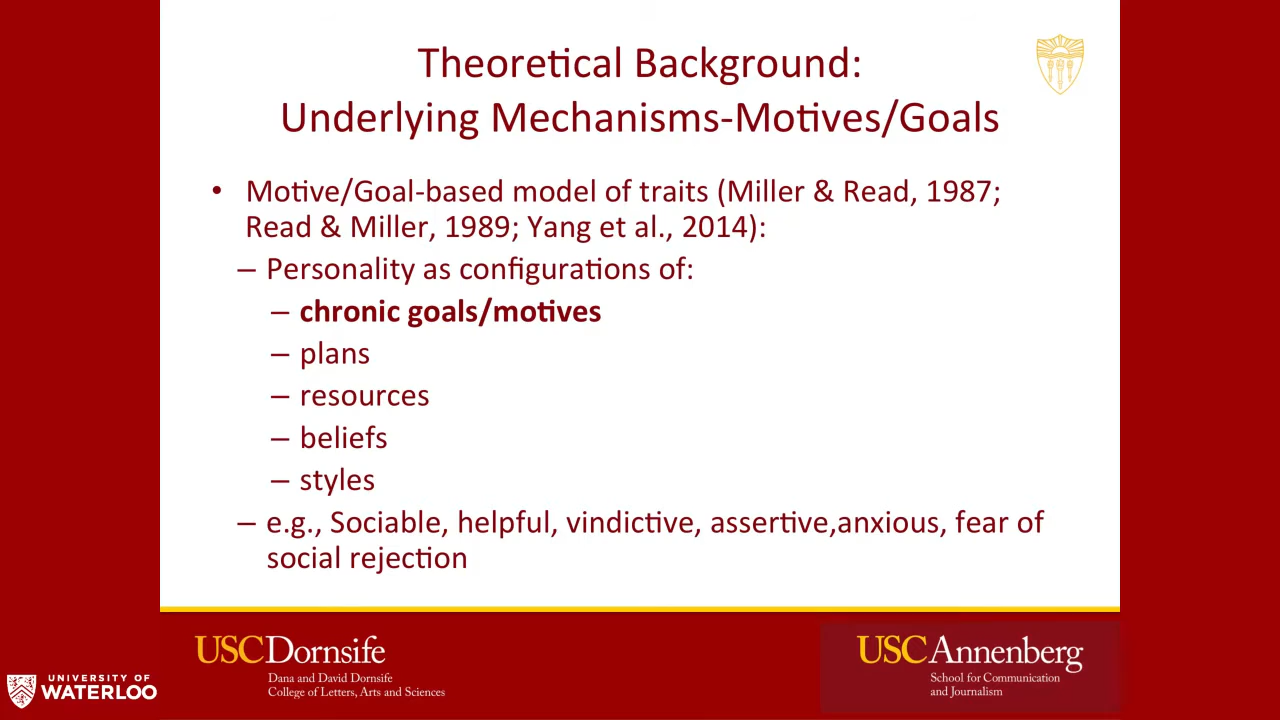 Theoretical Background:
Underlying Mechanisms-Motives/Goals
• Motive/Goal-based model of traits (Miller & Read, 1987;
Read & Miller, 1989; Yang et al., 2014):
– Personality as configurations of:
– chronic goals/motives
– plans
– resources
– beliefs
– styles
– e.g., Sociable, helpful, vindictive, assertive,anxious, fear of
social rejection
USCDornsife
Dana and David Dornsife
College of Letters, Arts and Sciences
USCAnnenberg
School for Communication
and Journalism
UNIVERSITY OF
WATERLOO